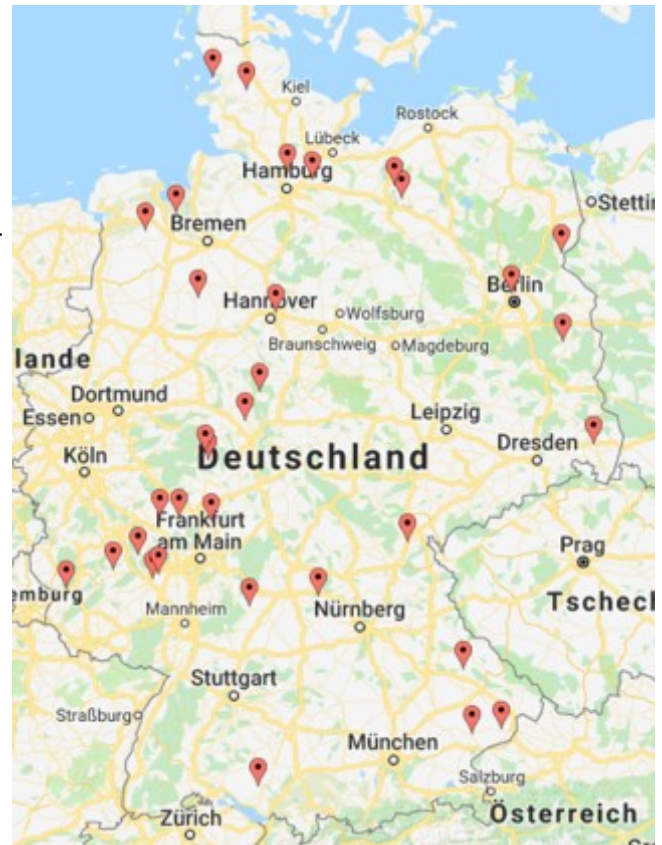 Kiel
Rostock
Lübeck
Hamburg
Stettin
Bremen
Berlin
Hannover
Wolfsburg
Braunschweig
Magdeburg
lande
Dortmund
Essen
Leipzig
Köln
Deutschland
Dresden
Frankfurt
am Main
Prag
emburg
Tschech
Mannheim
Nürnberg
Stuttgart
Straßburg
München
Salzburg
Zürich
Österreich